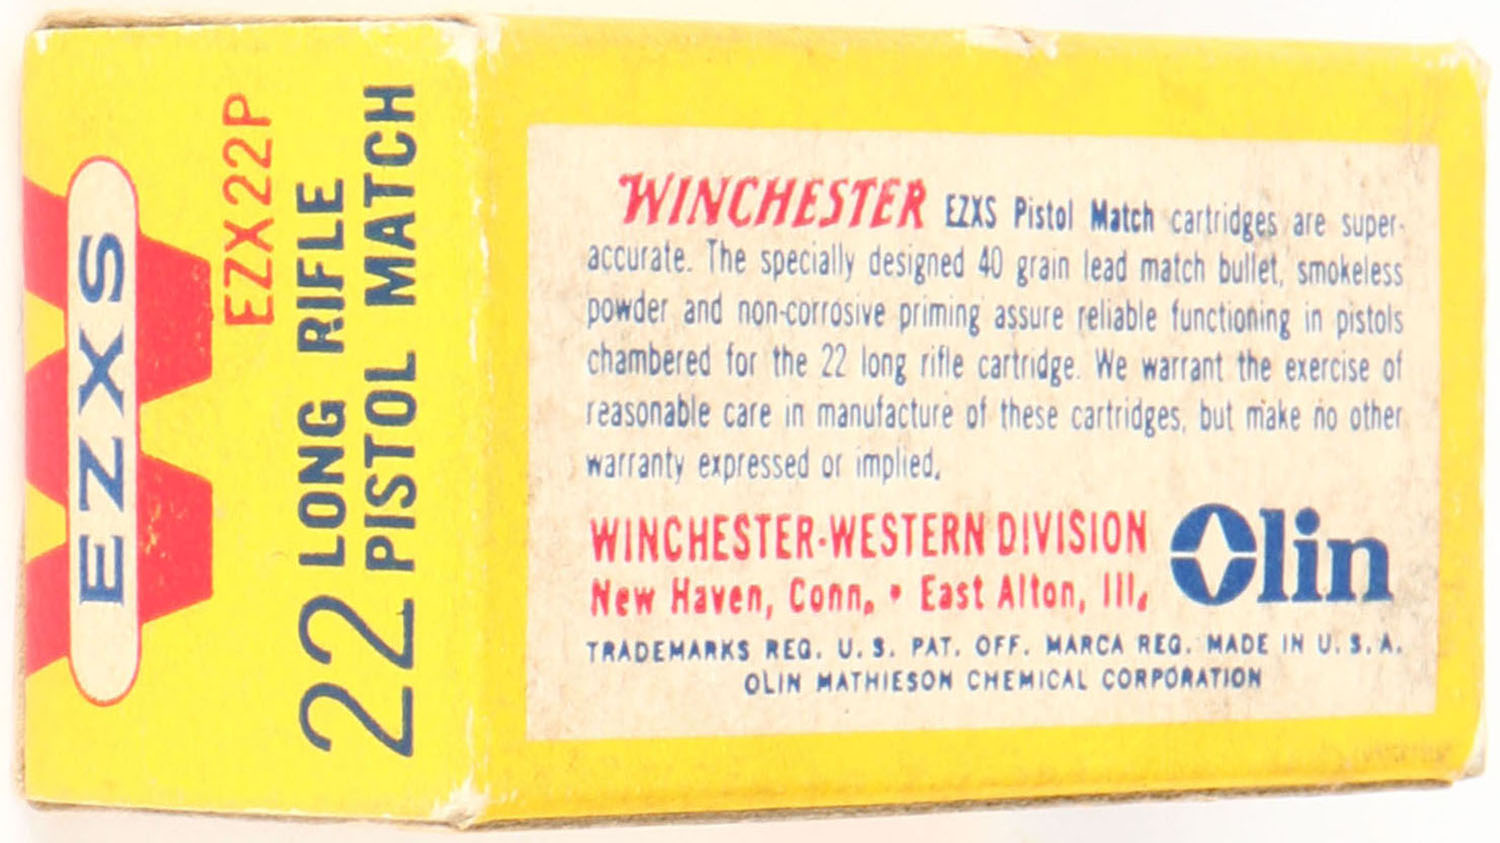 EZXS
EZX22P
22 LONG RIFLE
PISTOL MATCH
WINCHESTER EZXS Pistol Match cartridges are super-
accurate. The specially designed 40 grain lead match bullet, smokeless
powder and non-corrosive priming assure reliable functioning in pistols
chambered for the 22 long rifle cartridge. We warrant the exercise of
reasonable care in manufacture of these cartridges, but make no other
warranty expressed or implied.
WINCHESTER-WESTERN DIVISION
New Haven, Conn. • East Alton, Ill.
Olin
TRADEMARKS REG. U. S. PAT. OFF. MARCA REG. MADE IN U. S. A.
OLIN MATHIESON CHEMICAL CORPORATION